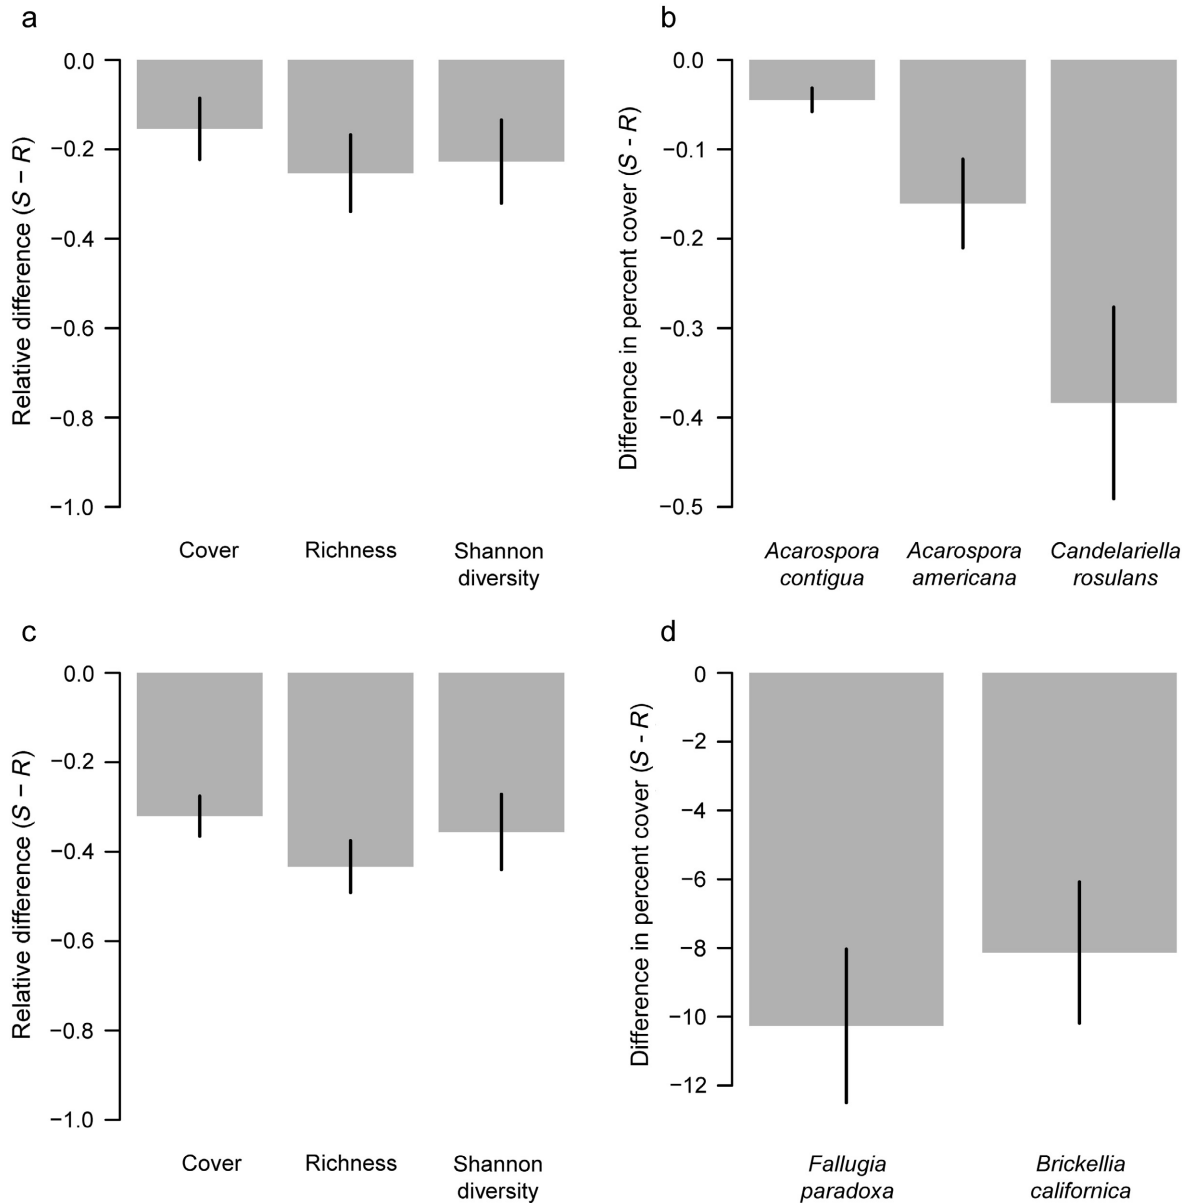 a
Relative difference (S − R)
0.0
−0.2
−0.4
−0.6
−0.8
−1.0
Cover
Richness
Shannon
diversity
b
Difference in percent cover (S - R)
0.0
−0.1
−0.2
−0.3
−0.4
−0.5
Acarospora
contigua
Acarospora
americana
Candelariella
rosulans
c
Relative difference (S − R)
0.0
−0.2
−0.4
−0.6
−0.8
−1.0
Cover
Richness
Shannon
diversity
d
Difference in percent cover (S - R)
0
−2
−4
−6
−8
−10
−12
Fallugia
paradoxa
Brickellia
californica